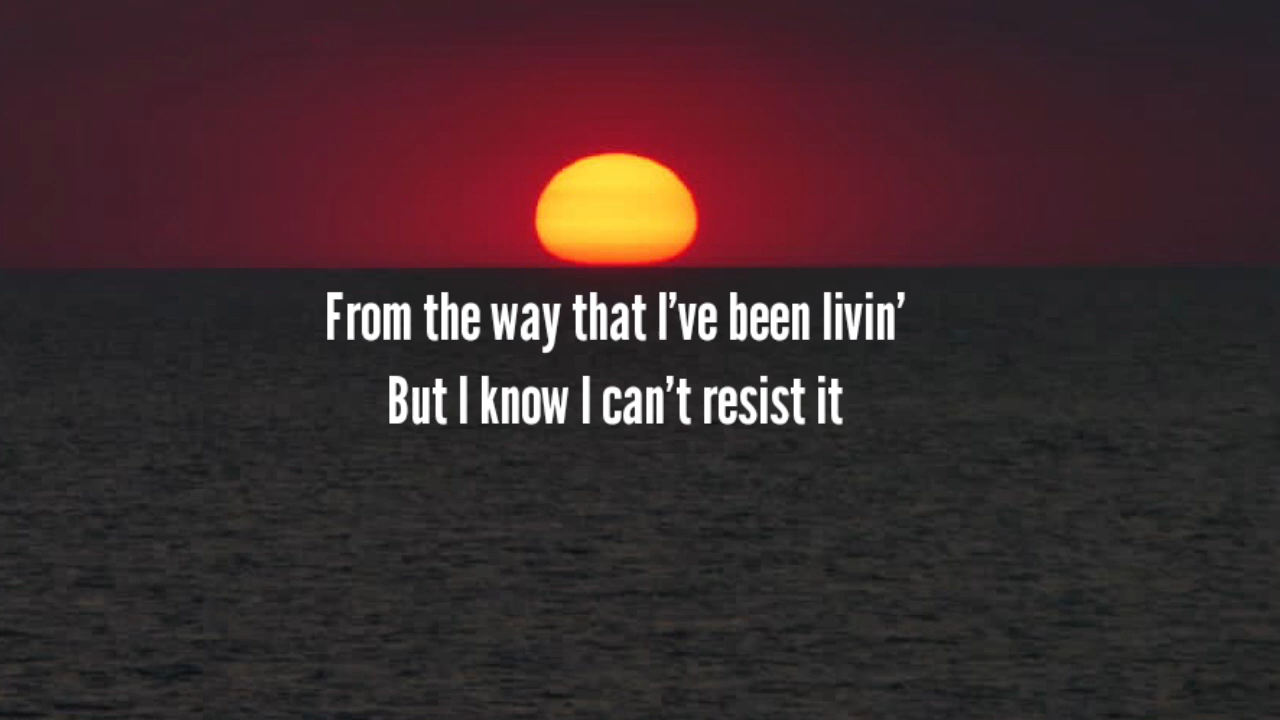 From the way that I’ve been livin’
But I know I can’t resist it